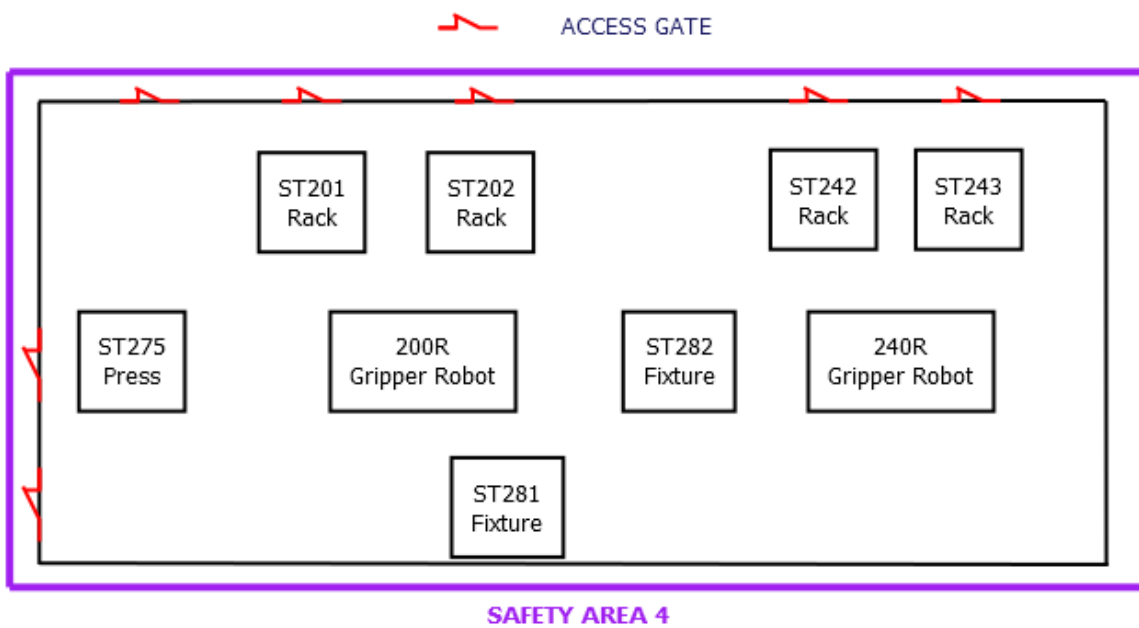 ACCESS GATE
ST201
Rack
ST202
Rack
ST242
Rack
ST243
Rack
ST275
Press
200R
Gripper Robot
ST282
Fixture
240R
Gripper Robot
ST281
Fixture
SAFETY AREA 4